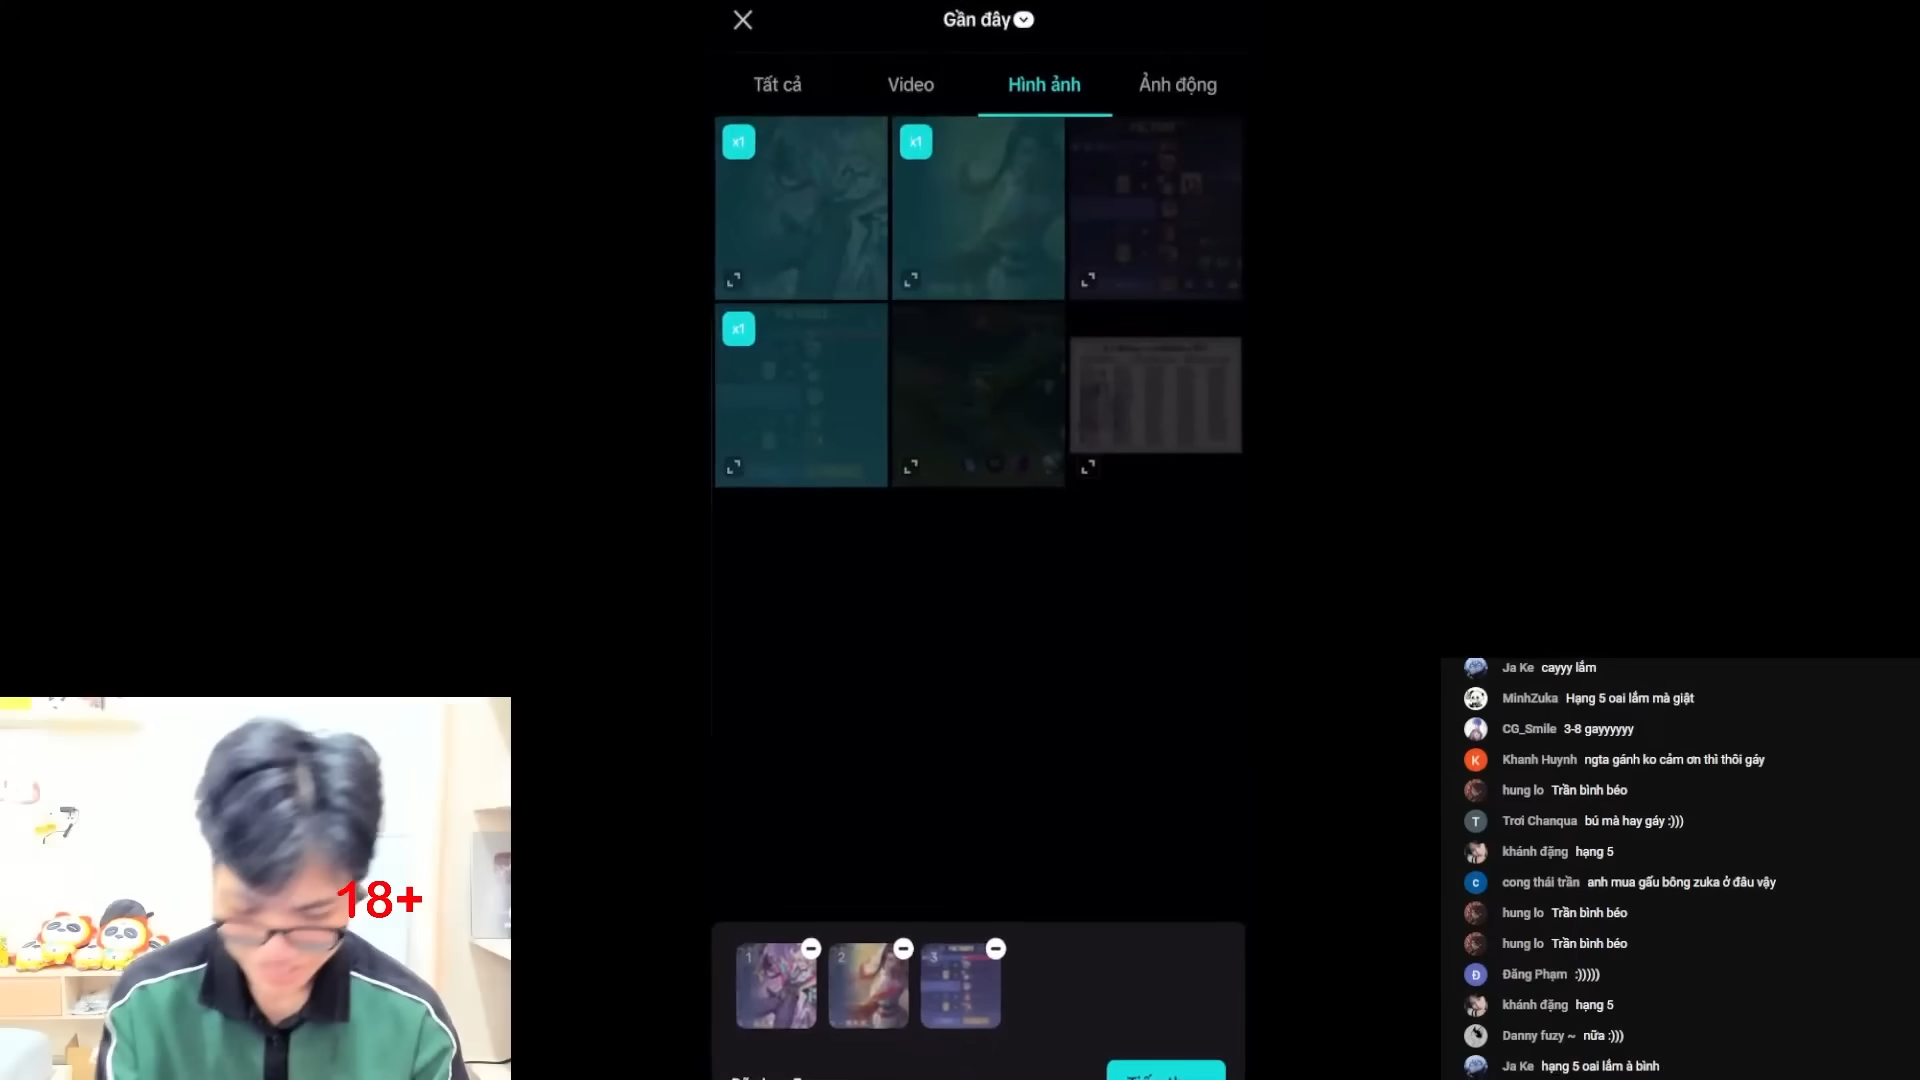 Gần đây
Tất cả
Video
Hình ảnh
Ảnh động
x1
x1
x1
1
2
3
18+
Ja Ke cayyy lắm
MinhZuka Hạng 5 oai lắm mà giật
CG_Smile 3-8 gayyyyyy
K Khanh Huynh ngta gánh ko cảm ơn thì thôi gáy
hung lo Trần bình béo
T Trơi Chanqua bú mà hay gáy :)))
khánh đặng hạng 5
c cong thái trần anh mua gấu bông zuka ở đâu vậy
hung lo Trần bình béo
hung lo Trần bình béo
Đ Đăng Phạm :)))))
khánh đặng hạng 5
Danny fuzy ~ nữa :)))
Ja Ke hạng 5 oai lắm à bình